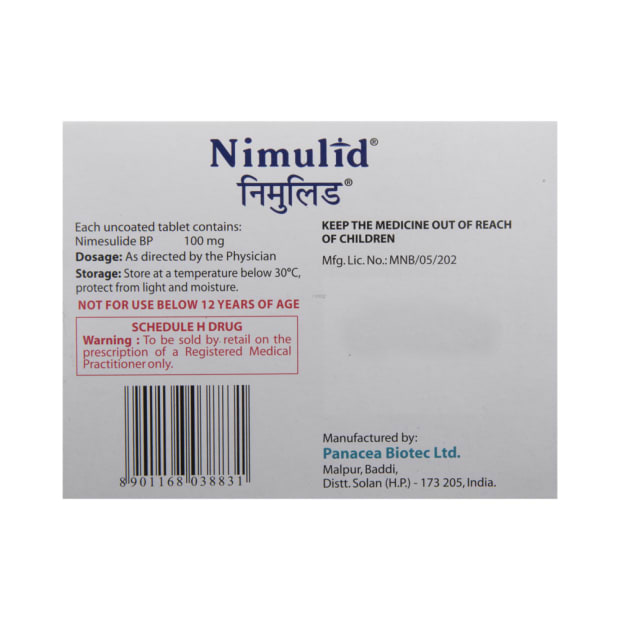 Nimulid®
निमुलिड®
Each uncoated tablet contains:
Nimesulide BP 100 mg
Dosage: As directed by the Physician
Storage: Store at a temperature below 30°C,
protect from light and moisture.
NOT FOR USE BELOW 12 YEARS OF AGE
SCHEDULE H DRUG
Warning : To be sold by retail on the
prescription of a Registered Medical
Practitioner only.
8 901168 038831
KEEP THE MEDICINE OUT OF REACH
OF CHILDREN
Mfg. Lic. No.: MNB/05/202
Manufactured by:
Panacea Biotec Ltd.
Malpur, Baddi,
Distt. Solan (H.P.) - 173 205, India.